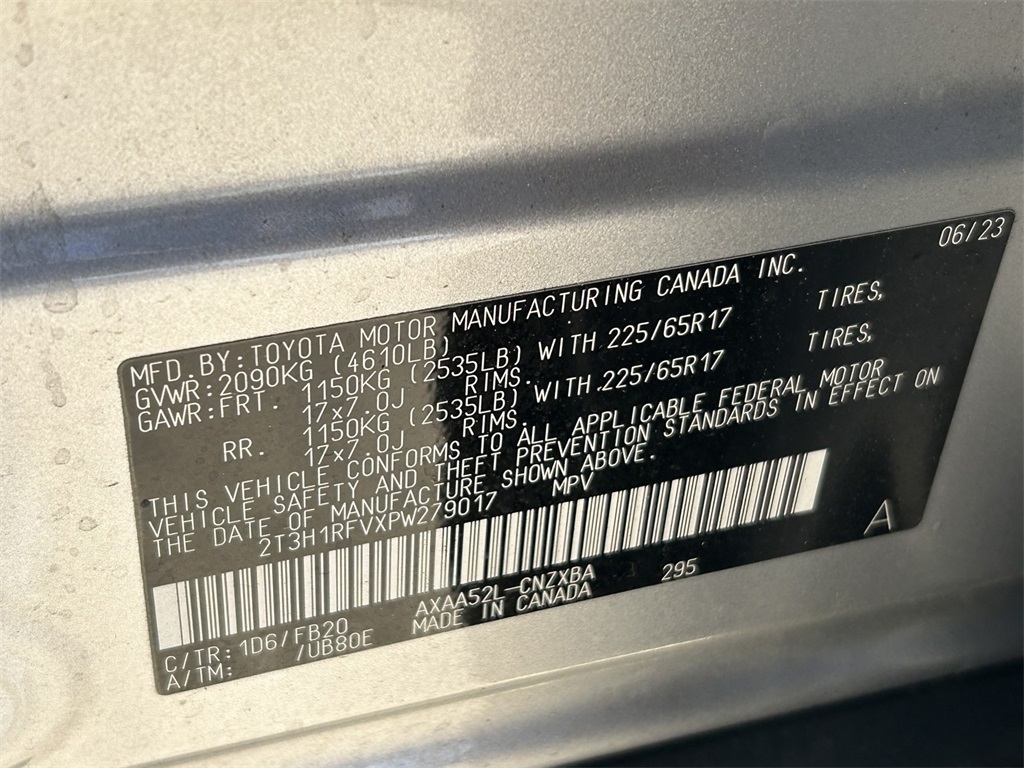 06/23
MFD.BY:TOYOTA MOTOR MANUFACTURING CANADA INC.
GVWR:2090KG (4610LB)
GAWR:FRT. 1150KG (2535LB) WITH 225/65R17 TIRES,
17x7.0J RIMS.
RR. 1150KG (2535LB) WITH 225/65R17 TIRES,
17x7.0J RIMS.
THIS VEHICLE CONFORMS TO ALL APPLICABLE FEDERAL MOTOR
VEHICLE SAFETY AND THEFT PREVENTION STANDARDS IN EFFECT ON
THE DATE OF MANUFACTURE SHOWN ABOVE.
2T3H1RFVXPW279017 MPV
A
C/TR:1D6/FB20 AXAA52L-CNZXBA 295
A/TM: /UB80E MADE IN CANADA